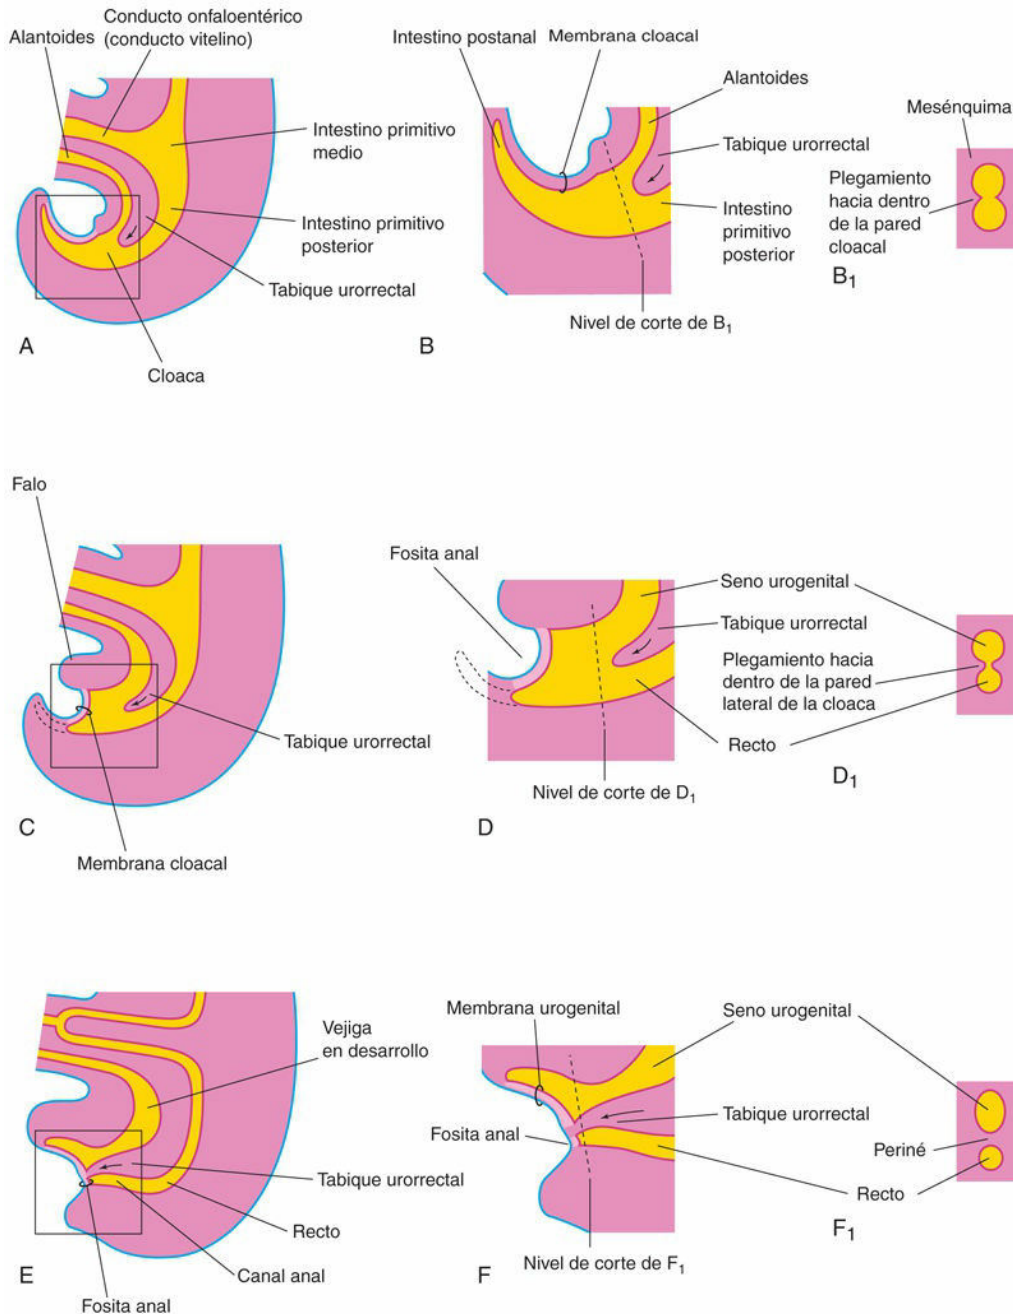 Conducto onfaloentérico
(conducto vitelino)
Alantoides
Intestino primitivo
medio
Intestino primitivo
posterior
Tabique urorrectal
Cloaca
A
Intestino postanal
Membrana cloacal
Alantoides
Tabique urorrectal
Intestino
primitivo
posterior
Nivel de corte de B1
B
Mesénquima
Plegamiento
hacia dentro
de la pared
cloacal
B1
Falo
Tabique urorrectal
Membrana cloacal
C
Fosita anal
Seno urogenital
Tabique urorrectal
Plegamiento hacia
dentro de la pared
lateral de la cloaca
Recto
Nivel de corte de D1
D
D1
Vejiga
en desarrollo
Tabique urorrectal
Recto
Canal anal
Fosita anal
E
Membrana urogenital
Seno urogenital
Tabique urorrectal
Fosita anal
Periné
Recto
Nivel de corte de F1
F
F1